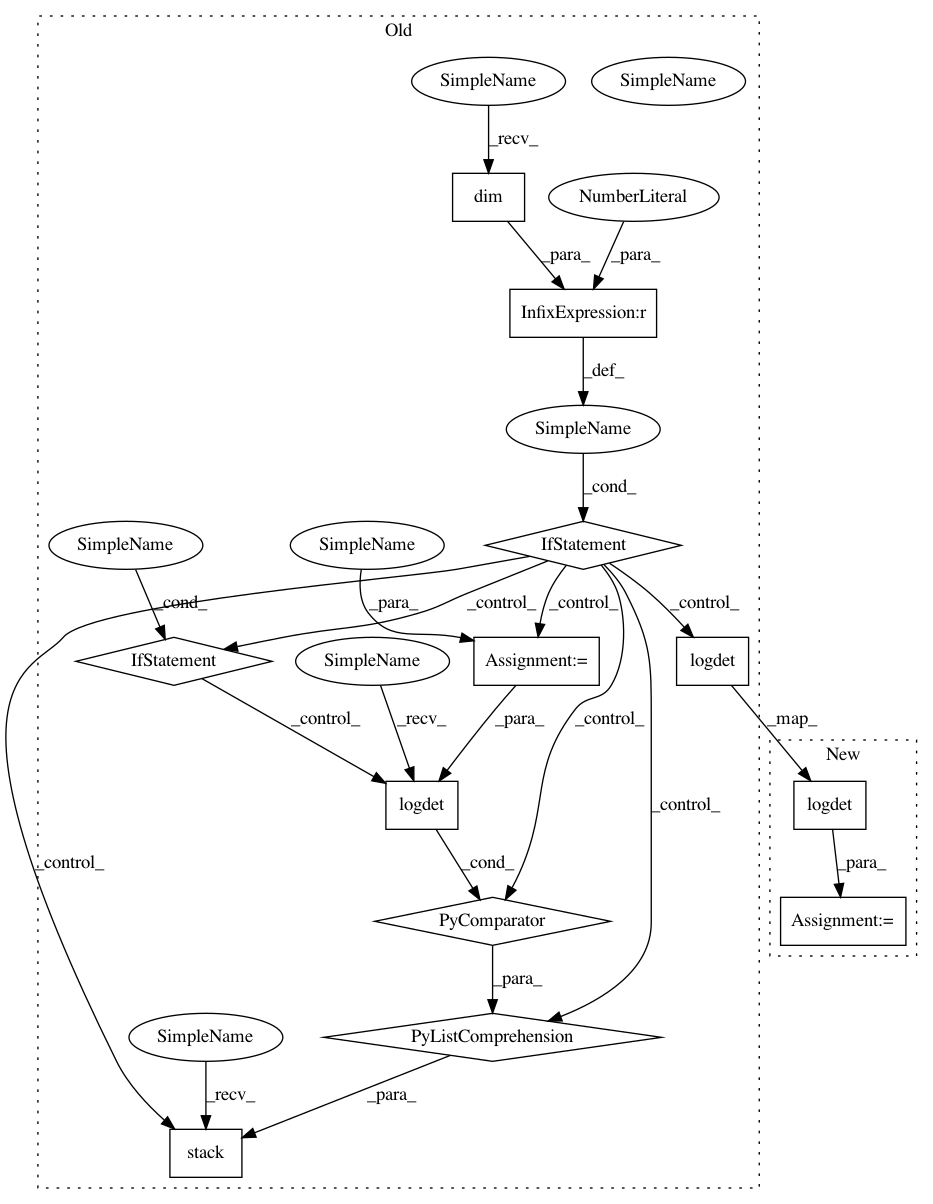 Old
SimpleName
SimpleName
_recv_
dim
NumberLiteral
_para_
_para_
InfixExpression:r
_def_
SimpleName
_cond_
SimpleName
SimpleName
IfStatement
_cond_
_para_
_control_
_control_
_control_
IfStatement
SimpleName
Assignment:=
logdet
_control_
_recv_
_para_
_control_
_map_
New
logdet
logdet
_control_
_control_
_cond_
_para_
PyComparator
Assignment:=
_para_
SimpleName
PyListComprehension
_recv_
_para_
stack